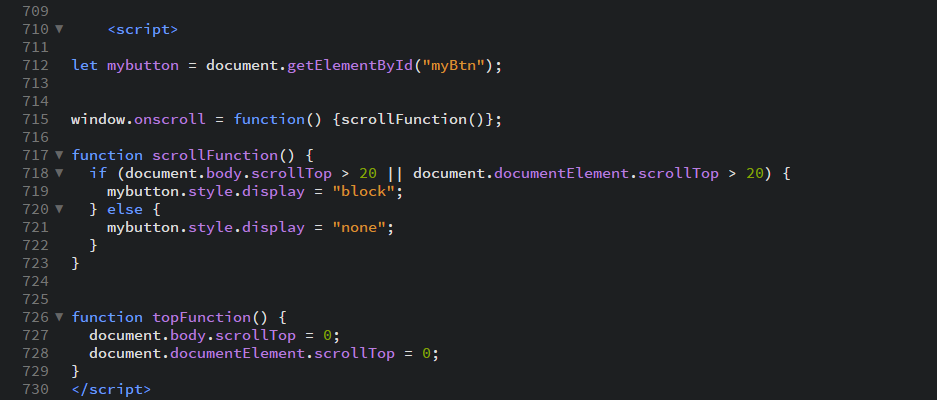 709
710 ▼ <script>
711
712 let mybutton = document.getElementById("myBtn");
713
714
715 window.onscroll = function() {scrollFunction()};
716
717 ▼ function scrollFunction() {
718 ▼   if (document.body.scrollTop > 20 || document.documentElement.scrollTop > 20) {
719     mybutton.style.display = "block";
720 ▼   } else {
721     mybutton.style.display = "none";
722   }
723 }
724
725
726 ▼ function topFunction() {
727   document.body.scrollTop = 0;
728   document.documentElement.scrollTop = 0;
729 }
730 </script>